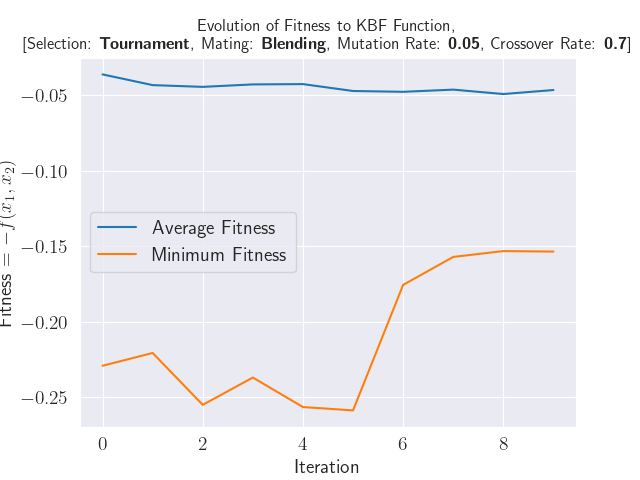 Evolution of Fitness to KBF Function,
[Selection: Tournament, Mating: Blending, Mutation Rate: 0.05, Crossover Rate: 0.7]
Fitness = −f(x₁, x₂)
−0.05
−0.10
−0.15
−0.20
−0.25
Average Fitness
Minimum Fitness
0 2 4 6 8
Iteration